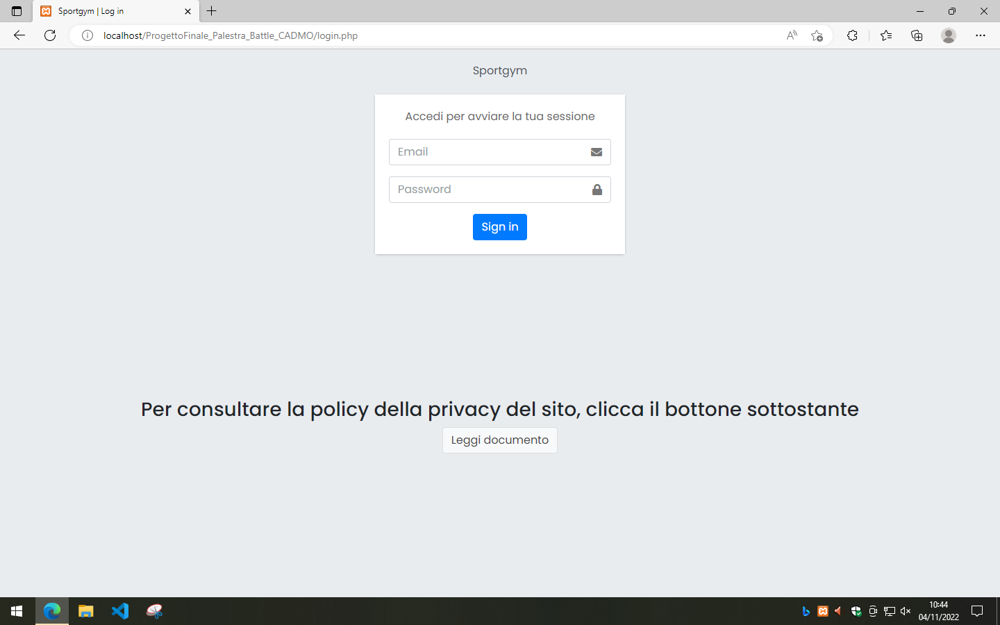 Sportgym | Log in
localhost/ProgettoFinale_Palestra_Battle_CADMO/login.php
Sportgym
Accedi per avviare la tua sessione
Email
Password
Sign in
Per consultare la policy della privacy del sito, clicca il bottone sottostante
Leggi documento
10:44
04/11/2022